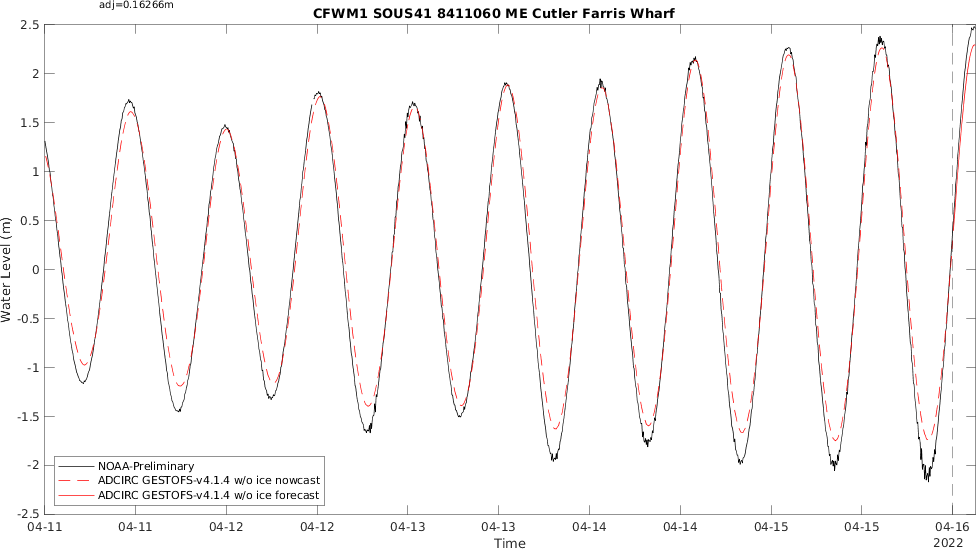 adj=0.16266m
CFWM1 SOUS41 8411060 ME Cutler Farris Wharf
2.5
2
1.5
1
0.5
0
-0.5
-1
-1.5
-2
-2.5
Water Level (m)
NOAA-Preliminary
ADCIRC GESTOFS-v4.1.4 w/o ice nowcast
ADCIRC GESTOFS-v4.1.4 w/o ice forecast
04-11 04-11 04-12 04-12 04-13 04-13 04-14 04-14 04-15 04-15 04-16
Time
2022